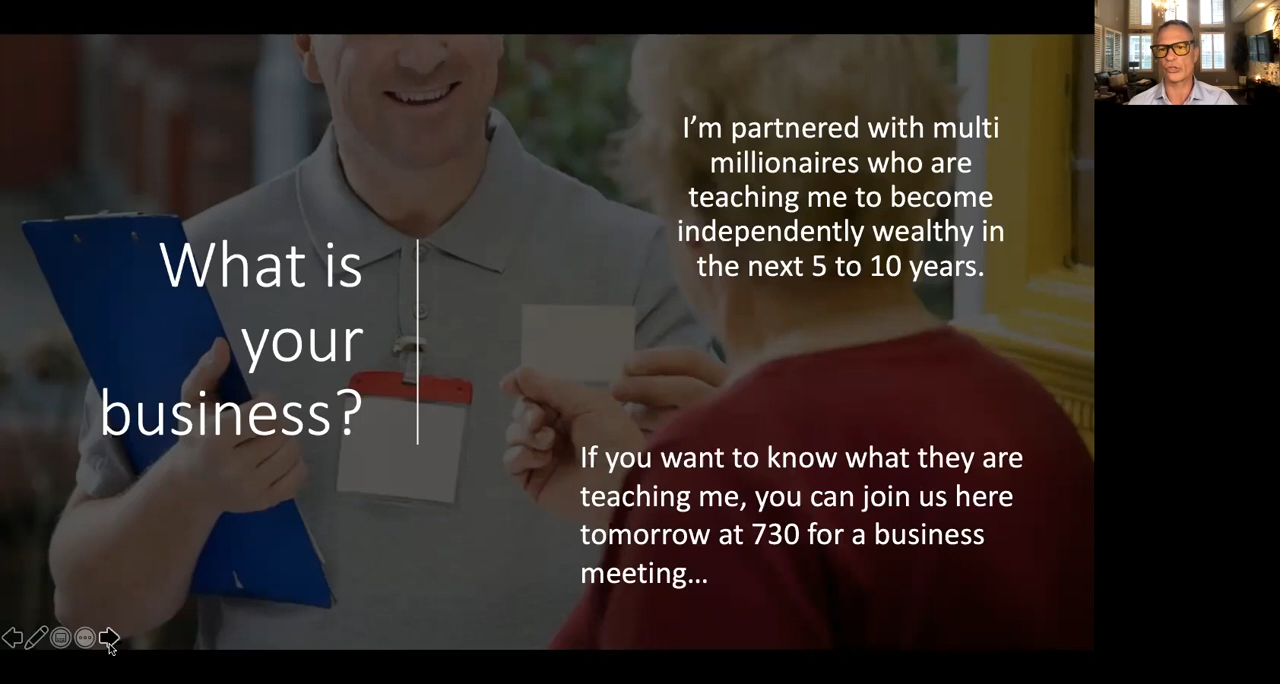 What is
your
business?
I’m partnered with multi
millionaires who are
teaching me to become
independently wealthy in
the next 5 to 10 years.
If you want to know what they are
teaching me, you can join us here
tomorrow at 730 for a business
meeting…